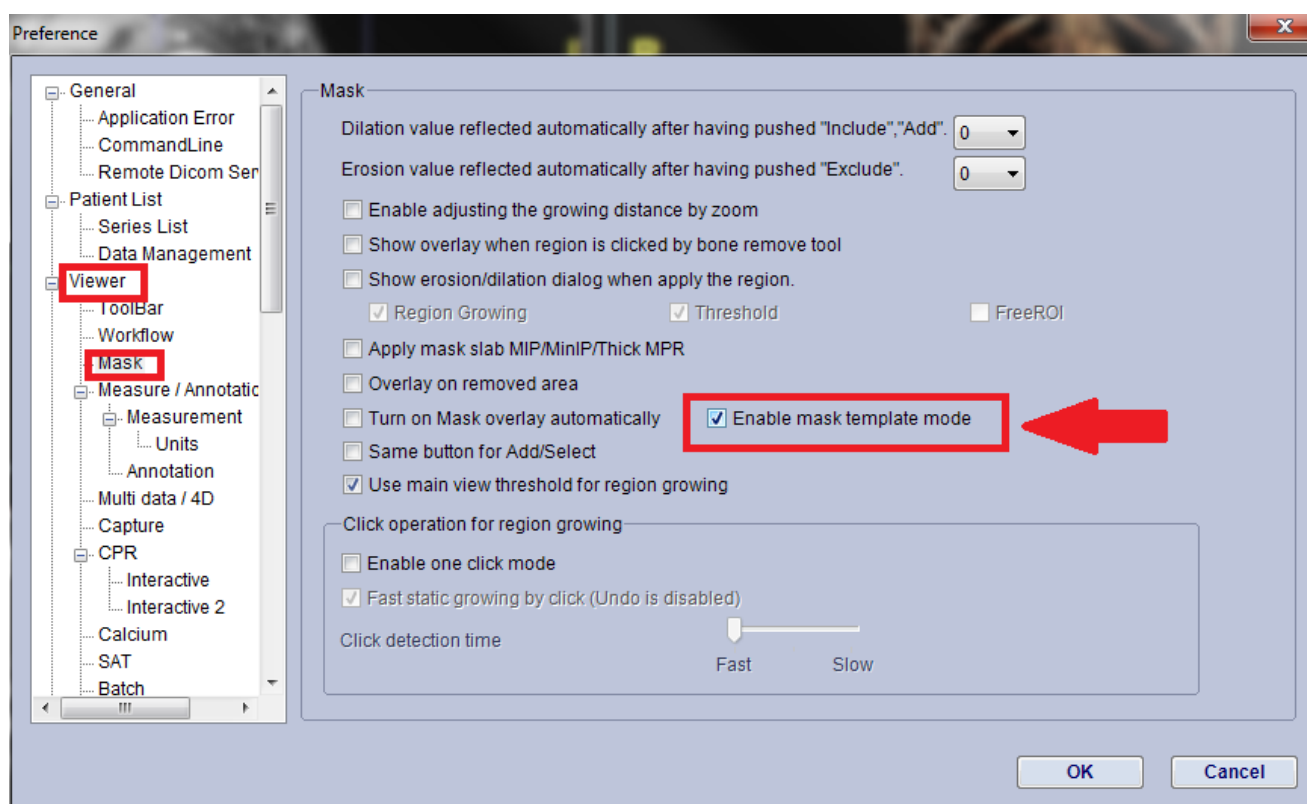 Preference
General
Application Error
CommandLine
Remote Dicom Ser
Patient List
Series List
Data Management
Viewer
ToolBar
Workflow
Mask
Measure / Annotatic
Measurement
Units
Annotation
Multi data / 4D
Capture
CPR
Interactive
Interactive 2
Calcium
SAT
Batch
Mask
Dilation value reflected automatically after having pushed "Include","Add". 0
Erosion value reflected automatically after having pushed "Exclude". 0
Enable adjusting the growing distance by zoom
Show overlay when region is clicked by bone remove tool
Show erosion/dilation dialog when apply the region.
Region Growing Threshold FreeROI
Apply mask slab MIP/MinIP/Thick MPR
Overlay on removed area
Turn on Mask overlay automatically Enable mask template mode
Same button for Add/Select
Use main view threshold for region growing
Click operation for region growing
Enable one click mode
Fast static growing by click (Undo is disabled)
Click detection time
Fast Slow
OK Cancel